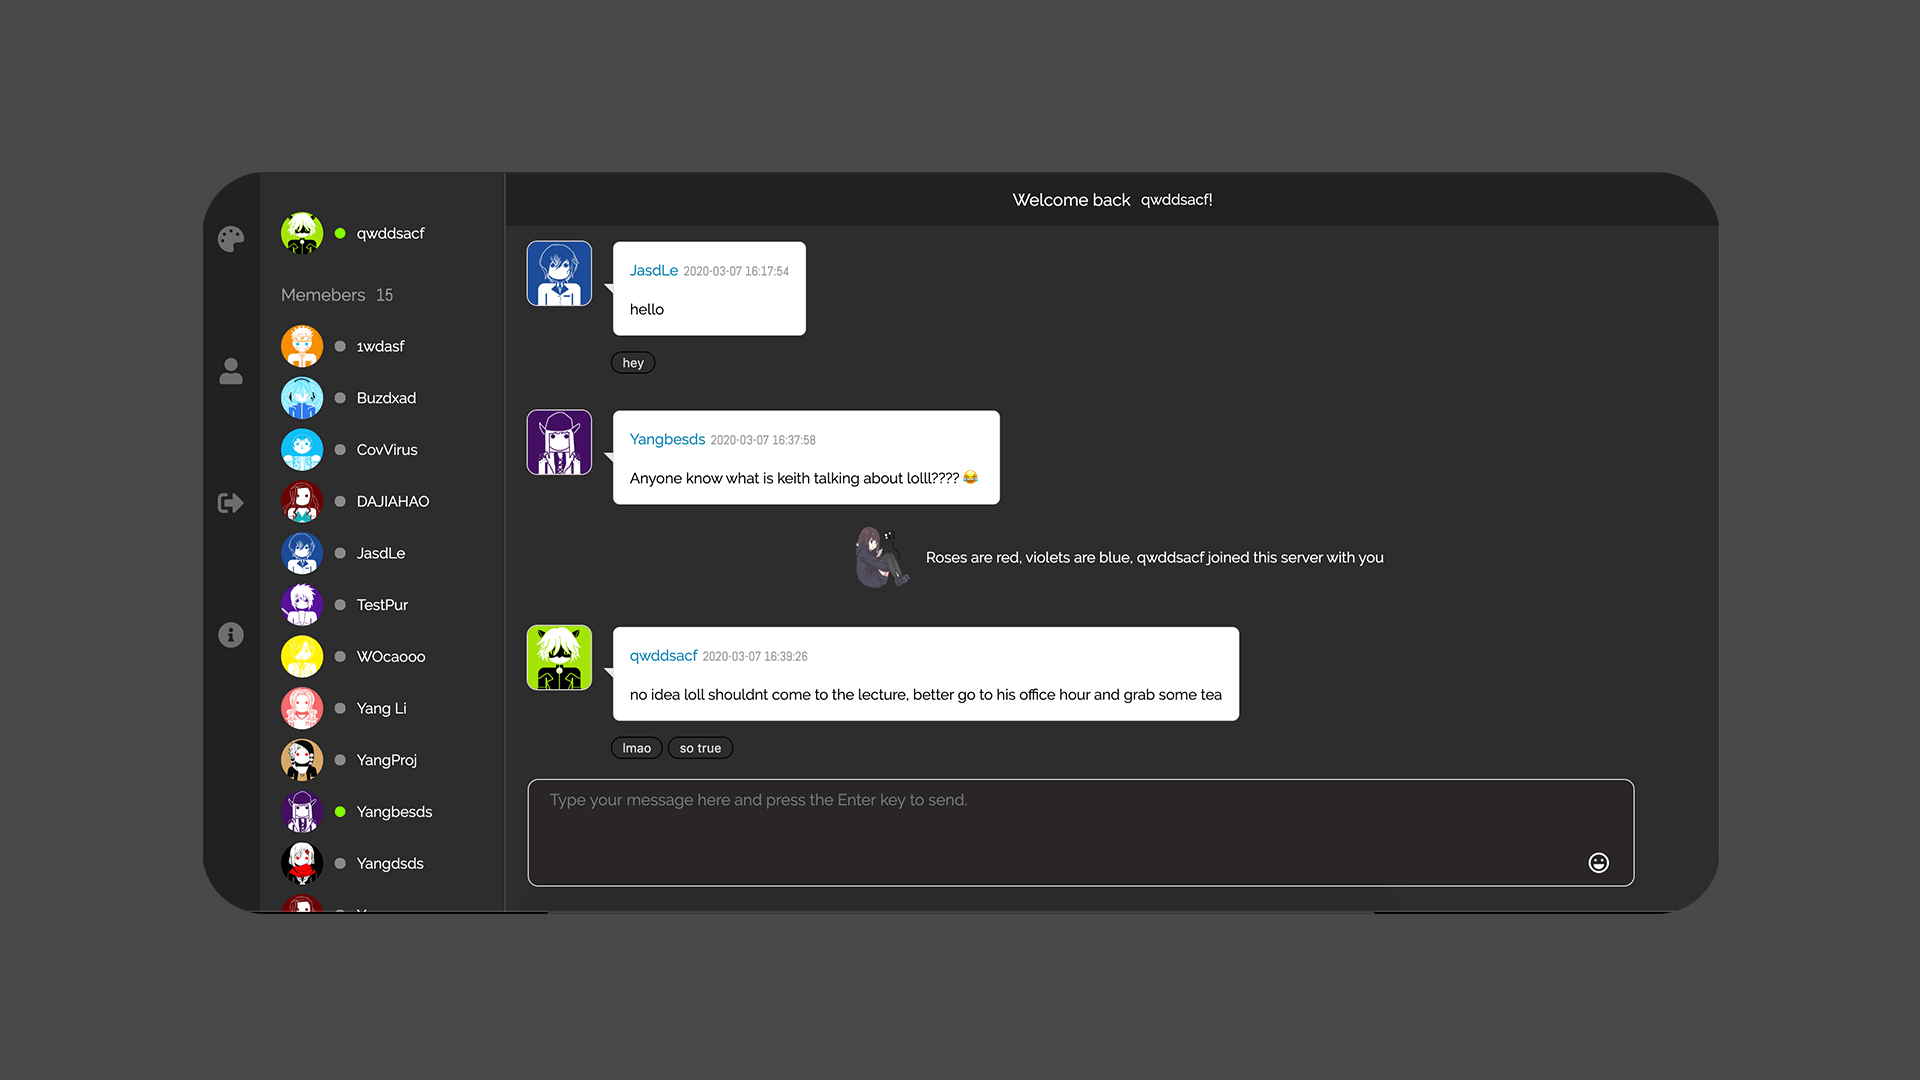 Welcome back qwddsacf!
qwddsacf
Memebers 15
1wdasf
Buzdxad
CovVirus
DAJIAHAO
JasdLe
TestPur
WOcaooo
Yang Li
YangProj
Yangbesds
Yangdsds
JasdLe 2020-03-07 16:17:54
hello
hey
Yangbesds 2020-03-07 16:37:58
Anyone know what is keith talking about lolll???? 😂
Roses are red, violets are blue, qwddsacf joined this server with you
qwddsacf 2020-03-07 16:39:26
no idea loll shouldnt come to the lecture, better go to his office hour and grab some tea
lmao so true
Type your message here and press the Enter key to send.